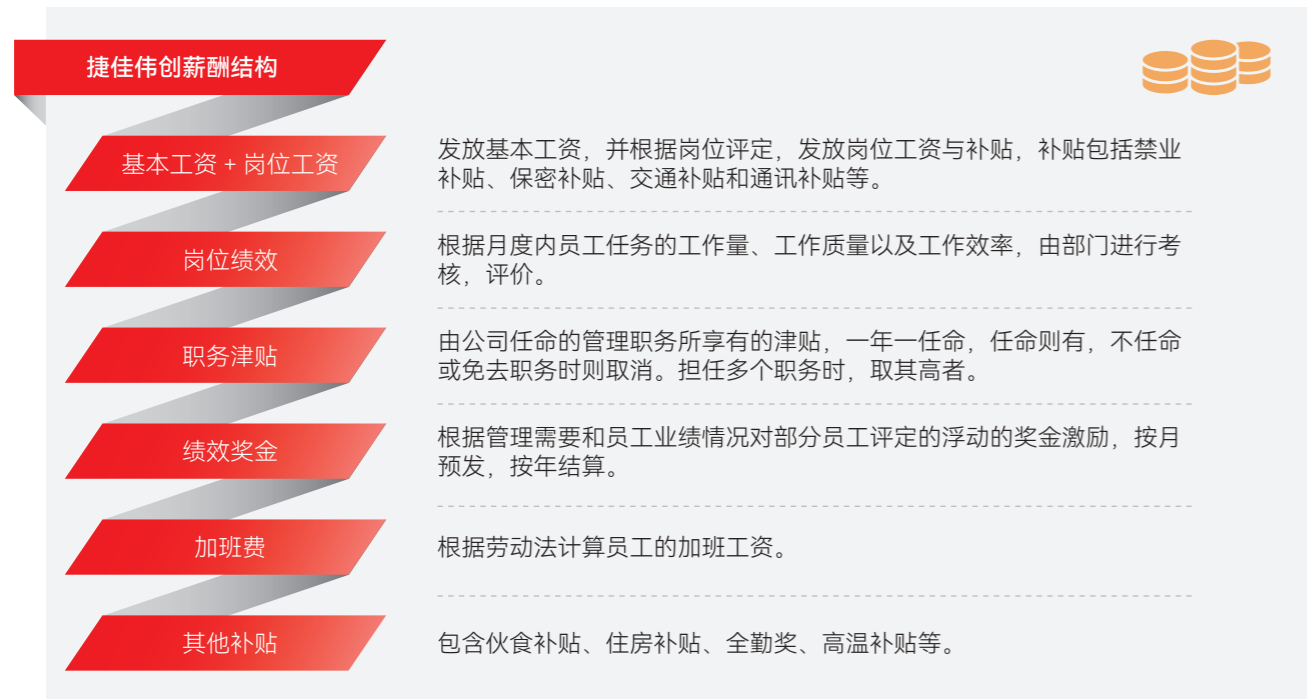 捷佳伟创薪酬结构
基本工资 + 岗位工资
发放基本工资，并根据岗位评定，发放岗位工资与补贴，补贴包括禁业
补贴、保密补贴、交通补贴和通讯补贴等。
岗位绩效
根据月度内员工任务的工作量、工作质量以及工作效率，由部门进行考
核，评价。
职务津贴
由公司任命的管理职务所享有的津贴，一年一任命，任命则有，不任命
或免去职务时则取消。担任多个职务时，取其高者。
绩效奖金
根据管理需要和员工业绩情况对部分员工评定的浮动的奖金激励，按月
预发，按年结算。
加班费
根据劳动法计算员工的加班工资。
其他补贴
包含伙食补贴、住房补贴、全勤奖、高温补贴等。